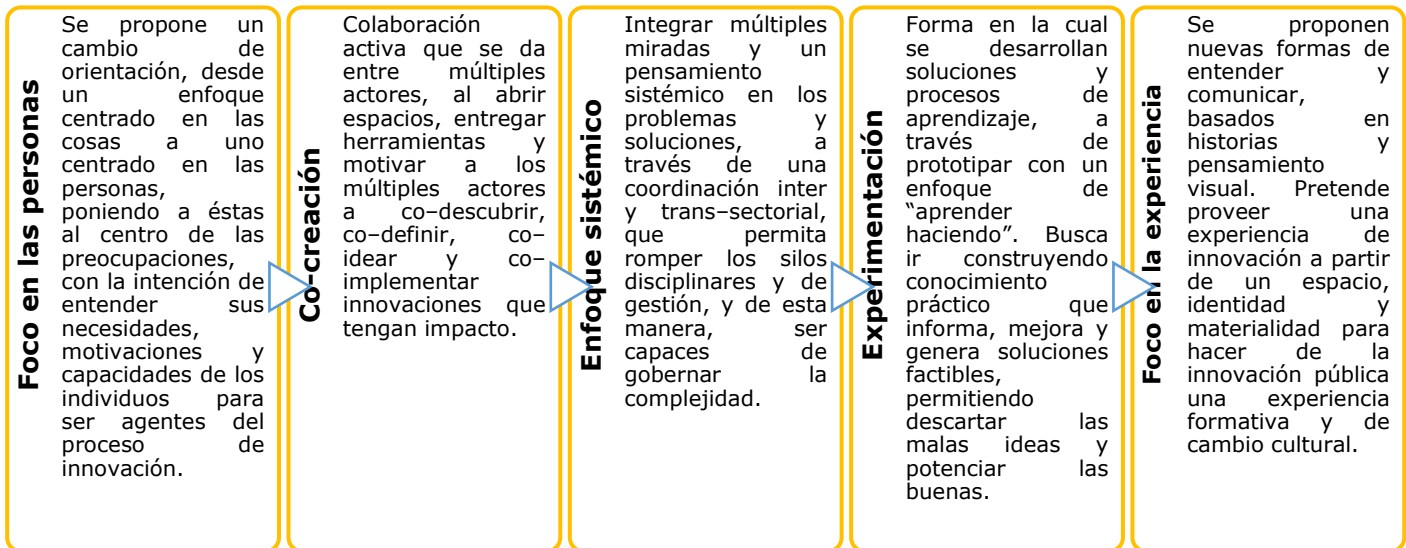 Foco en las personas
Se propone un
cambio de
orientación, desde
un enfoque
centrado en las
cosas a uno
centrado en las
personas,
poniendo a éstas
al centro de las
preocupaciones,
con la intención de
entender sus
necesidades,
motivaciones y
capacidades de los
individuos para
ser agentes del
proceso de
innovación.
Co-creación
Colaboración
activa que se da
entre múltiples
actores, al abrir
espacios, entregar
herramientas y
motivar a los
múltiples actores
a co–descubrir,
co–definir, co–
idear y co–
implementar
innovaciones que
tengan impacto.
Enfoque sistémico
Integrar múltiples
miradas y un
pensamiento
sistémico en los
problemas y
soluciones, a
través de una
coordinación inter
y trans–sectorial,
que permita
romper los silos
disciplinares y de
gestión, y de esta
manera, ser
capaces de
gobernar la
complejidad.
Experimentación
Forma en la cual
se desarrollan
soluciones y
procesos de
aprendizaje, a
través de
prototipar con un
enfoque de
“aprender
haciendo”. Busca
ir construyendo
conocimiento
práctico que
informa, mejora y
genera soluciones
factibles,
permitiendo
descartar las
malas ideas y
potenciar las
buenas.
Foco en la experiencia
Se proponen
nuevas formas de
entender y
comunicar,
basados en
historias y
pensamiento
visual. Pretende
proveer una
experiencia de
innovación a partir
de un espacio,
identidad y
materialidad para
hacer de la
innovación pública
una experiencia
formativa y de
cambio cultural.